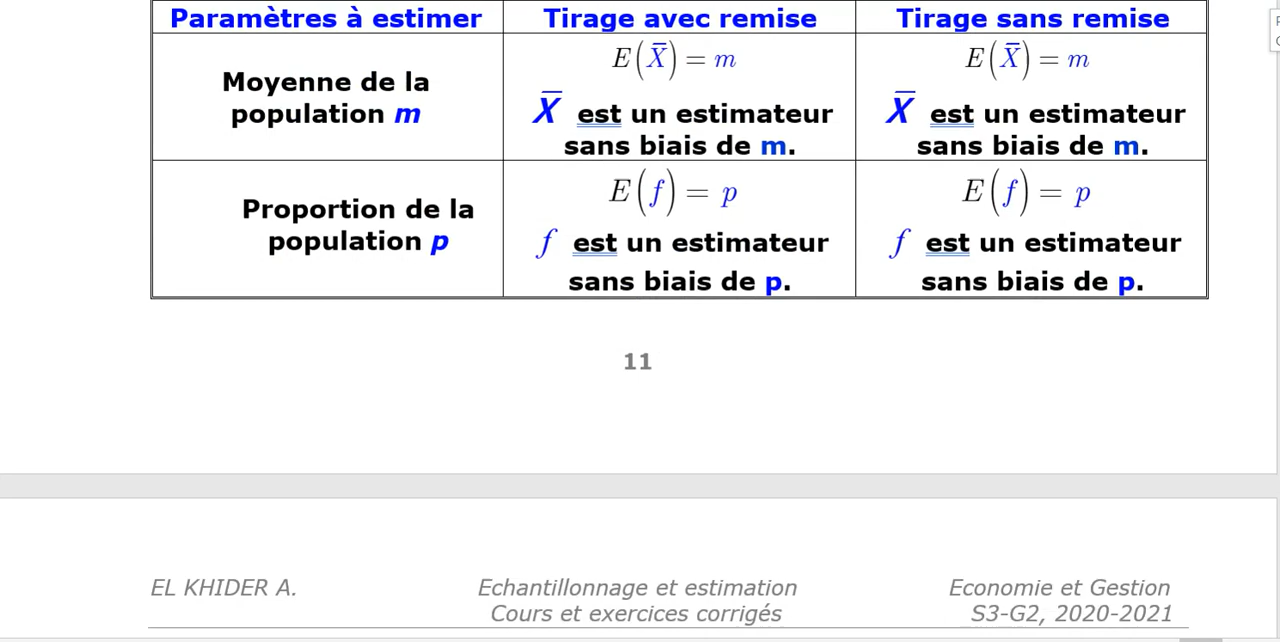 Paramètres à estimer Tirage avec remise Tirage sans remise
Moyenne de la
population m
E(X̅) = m
X̅ est un estimateur
sans biais de m.
E(X̅) = m
X̅ est un estimateur
sans biais de m.
Proportion de la
population p
E(f) = p
f est un estimateur
sans biais de p.
E(f) = p
f est un estimateur
sans biais de p.
11
EL KHIDER A. Echantillonnage et estimation Economie et Gestion
Cours et exercices corrigés S3-G2, 2020-2021